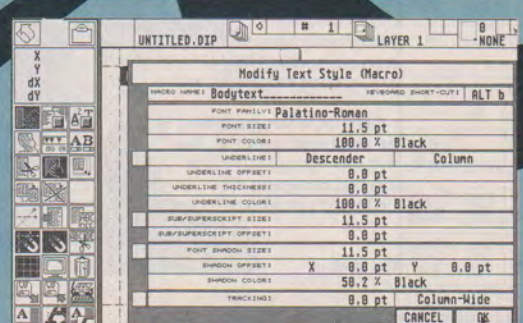 UNTITLED.DIP # 1 LAYER 1 0 NONE
X
Y
dX
dY
Modify Text Style (Macro)
MACRO NAME: Bodytext____________ KEYBOARD SHORT-CUT: ALT b
FONT FAMILY: Palatino-Roman
FONT SIZE: 11.5 pt
FONT COLOR: 100.0 % Black
UNDERLINE: Descender Column
UNDERLINE OFFSET: 0.0 pt
UNDERLINE THICKNESS: 0.0 pt
UNDERLINE COLOR: 100.0 % Black
SUB/SUPERSCRIPT SIZE: 11.5 pt
SUB/SUPERSCRIPT OFFSET: 0.0 pt
FONT SHADOW SIZE: 11.5 pt
SHADOW OFFSET: X 0.0 pt Y 0.0 pt
SHADOW COLOR: 50.2 % Black
TRACKING: 0.0 pt Column-Wide
CANCEL OK